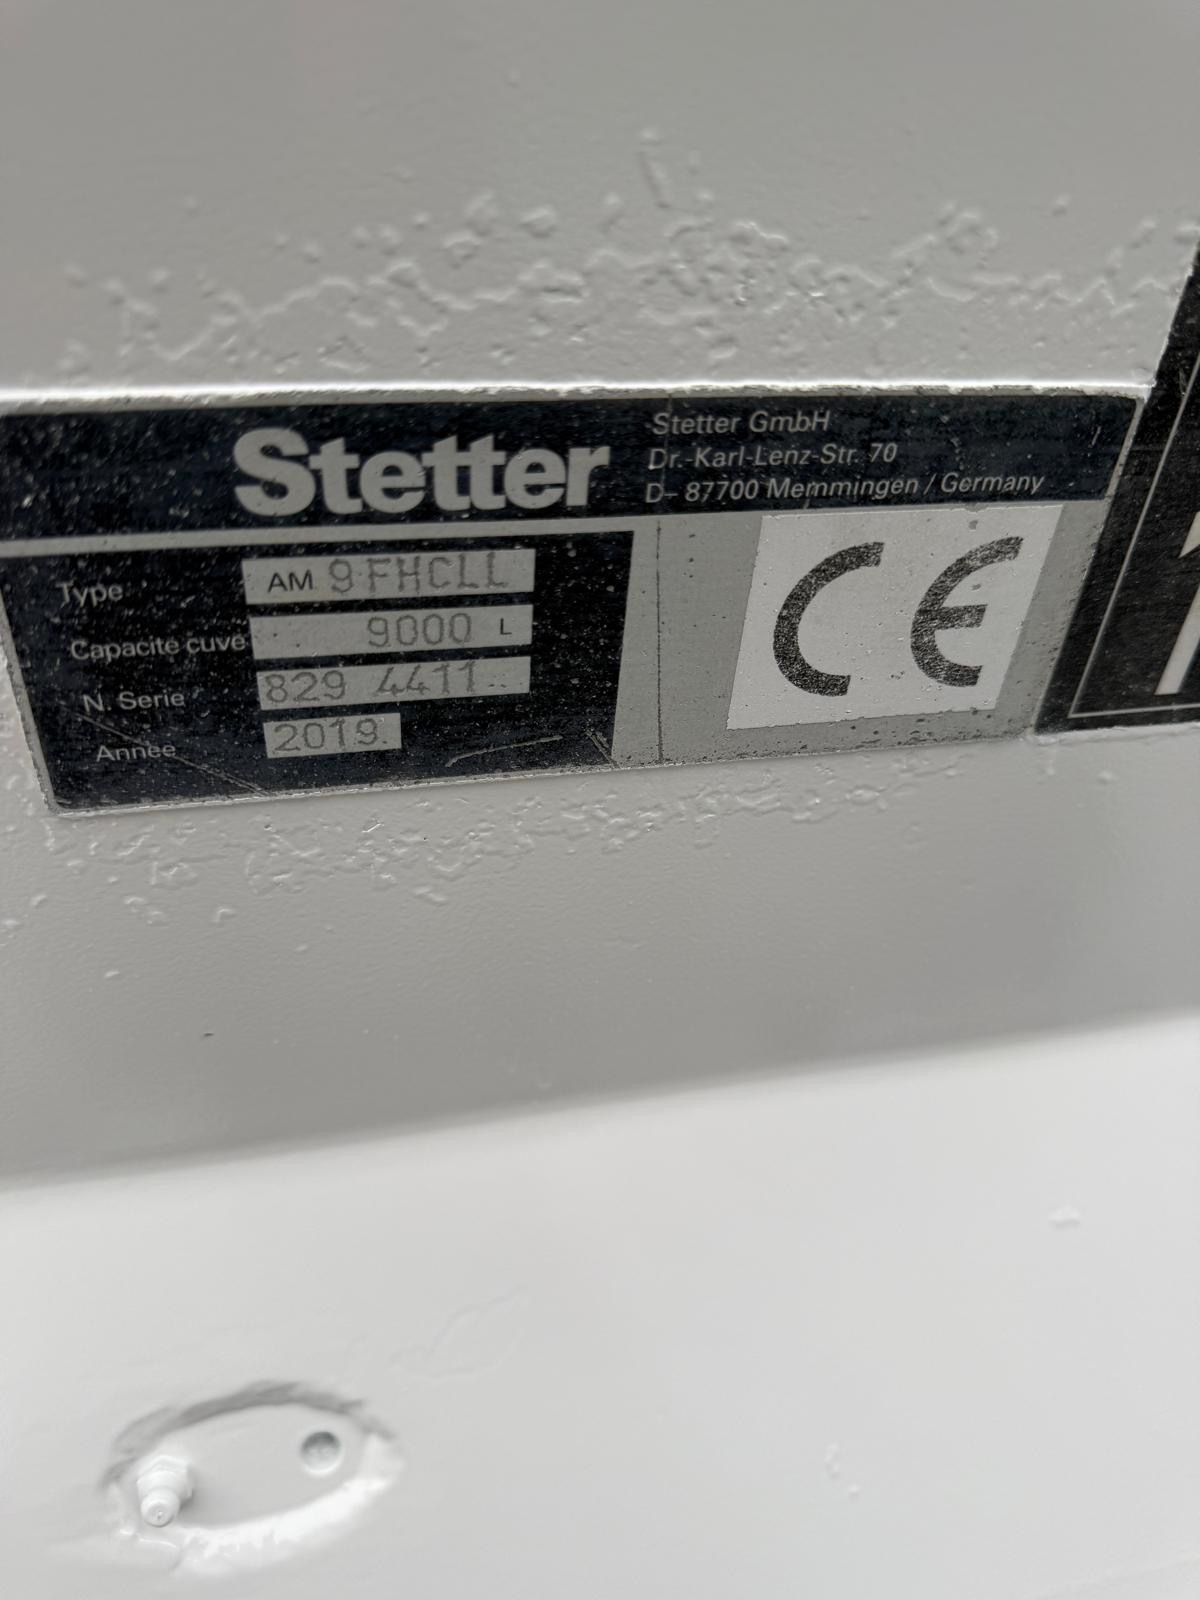 Stetter
Stetter GmbH
Dr.-Karl-Lenz-Str. 70
D- 87700 Memmingen / Germany
Type AM 9 FHCLL
Capacite cuve 9000 L
N. Serie 829 4411
Année 2019
CE